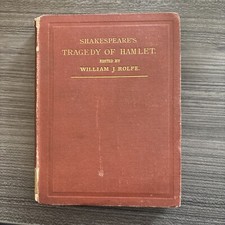 SHAKESPEARE'S
TRAGEDY OF HAMLET.
EDITED BY
WILLIAM J. ROLFE.